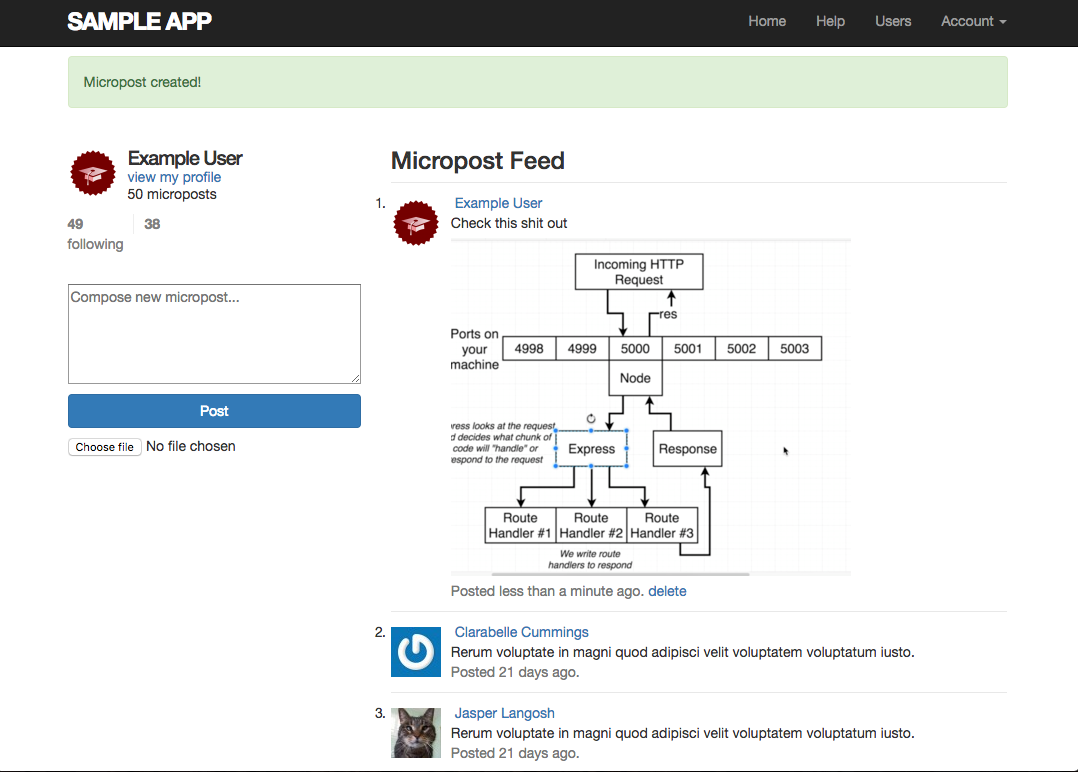 SAMPLE APP
Home Help Users Account
Micropost created!
Example User
view my profile
50 microposts
49 38
following
Compose new micropost...
Post
Choose file No file chosen
Micropost Feed
1. Example User
Check this shit out
Incoming HTTP
Request
res
Ports on
your
machine
4998 4999 5000 5001 5002 5003
Node
ress looks at the request
d decides what chunk of
code will "handle" or
espond to the request
Express
Response
Route
Handler #1
Route
Handler #2
Route
Handler #3
We write route
handlers to respond
Posted less than a minute ago. delete
2. Clarabelle Cummings
Rerum voluptate in magni quod adipisci velit voluptatem voluptatum iusto.
Posted 21 days ago.
3. Jasper Langosh
Rerum voluptate in magni quod adipisci velit voluptatem voluptatum iusto.
Posted 21 days ago.